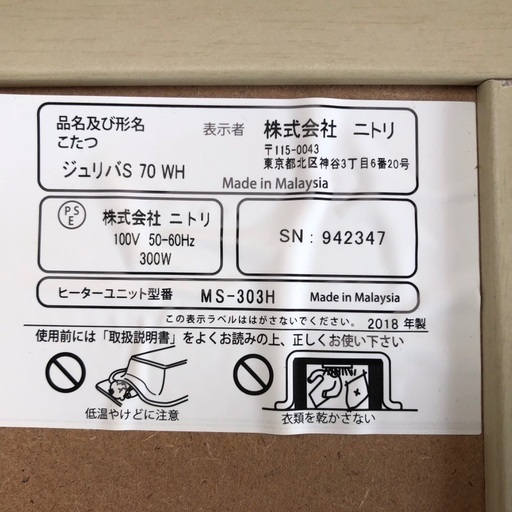 品名及び形名
こたつ
ジュリバS 70 WH
表示者 株式会社 ニトリ
〒115-0043
東京都北区神谷3丁目6番20号
Made in Malaysia
PS
E
株式会社 ニトリ
100V 50-60Hz
300W
SN : 942347
ヒーターユニット型番 MS-303H Made in Malaysia
この表示ラベルははがさないでください。 2018 年製
使用前には「取扱説明書」をよくお読みの上、正しくお使い下さい
低温やけどに注意
衣類を乾かさない